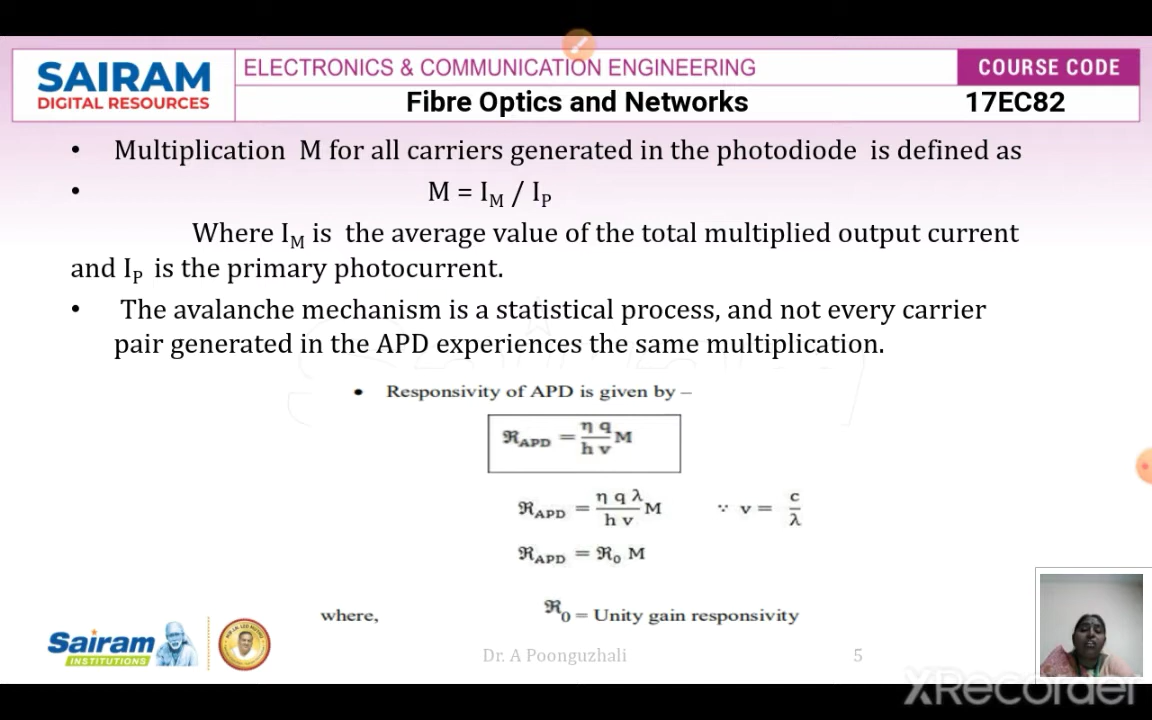 SAIRAM
DIGITAL RESOURCES
ELECTRONICS & COMMUNICATION ENGINEERING
COURSE CODE
Fibre Optics and Networks
17EC82
• Multiplication M for all carriers generated in the photodiode is defined as
• M = I_M / I_P
Where I_M is the average value of the total multiplied output current
and I_P is the primary photocurrent.
• The avalanche mechanism is a statistical process, and not every carrier
pair generated in the APD experiences the same multiplication.
• Responsivity of APD is given by –
ℜ_APD = (η q / h v) M
ℜ_APD = (η q λ / h v) M ∵ v = c / λ
ℜ_APD = ℜ_0 M
where, ℜ_0 = Unity gain responsivity
Sairam
INSTITUTIONS
Dr. A Poonguzhali
5
XRecorder